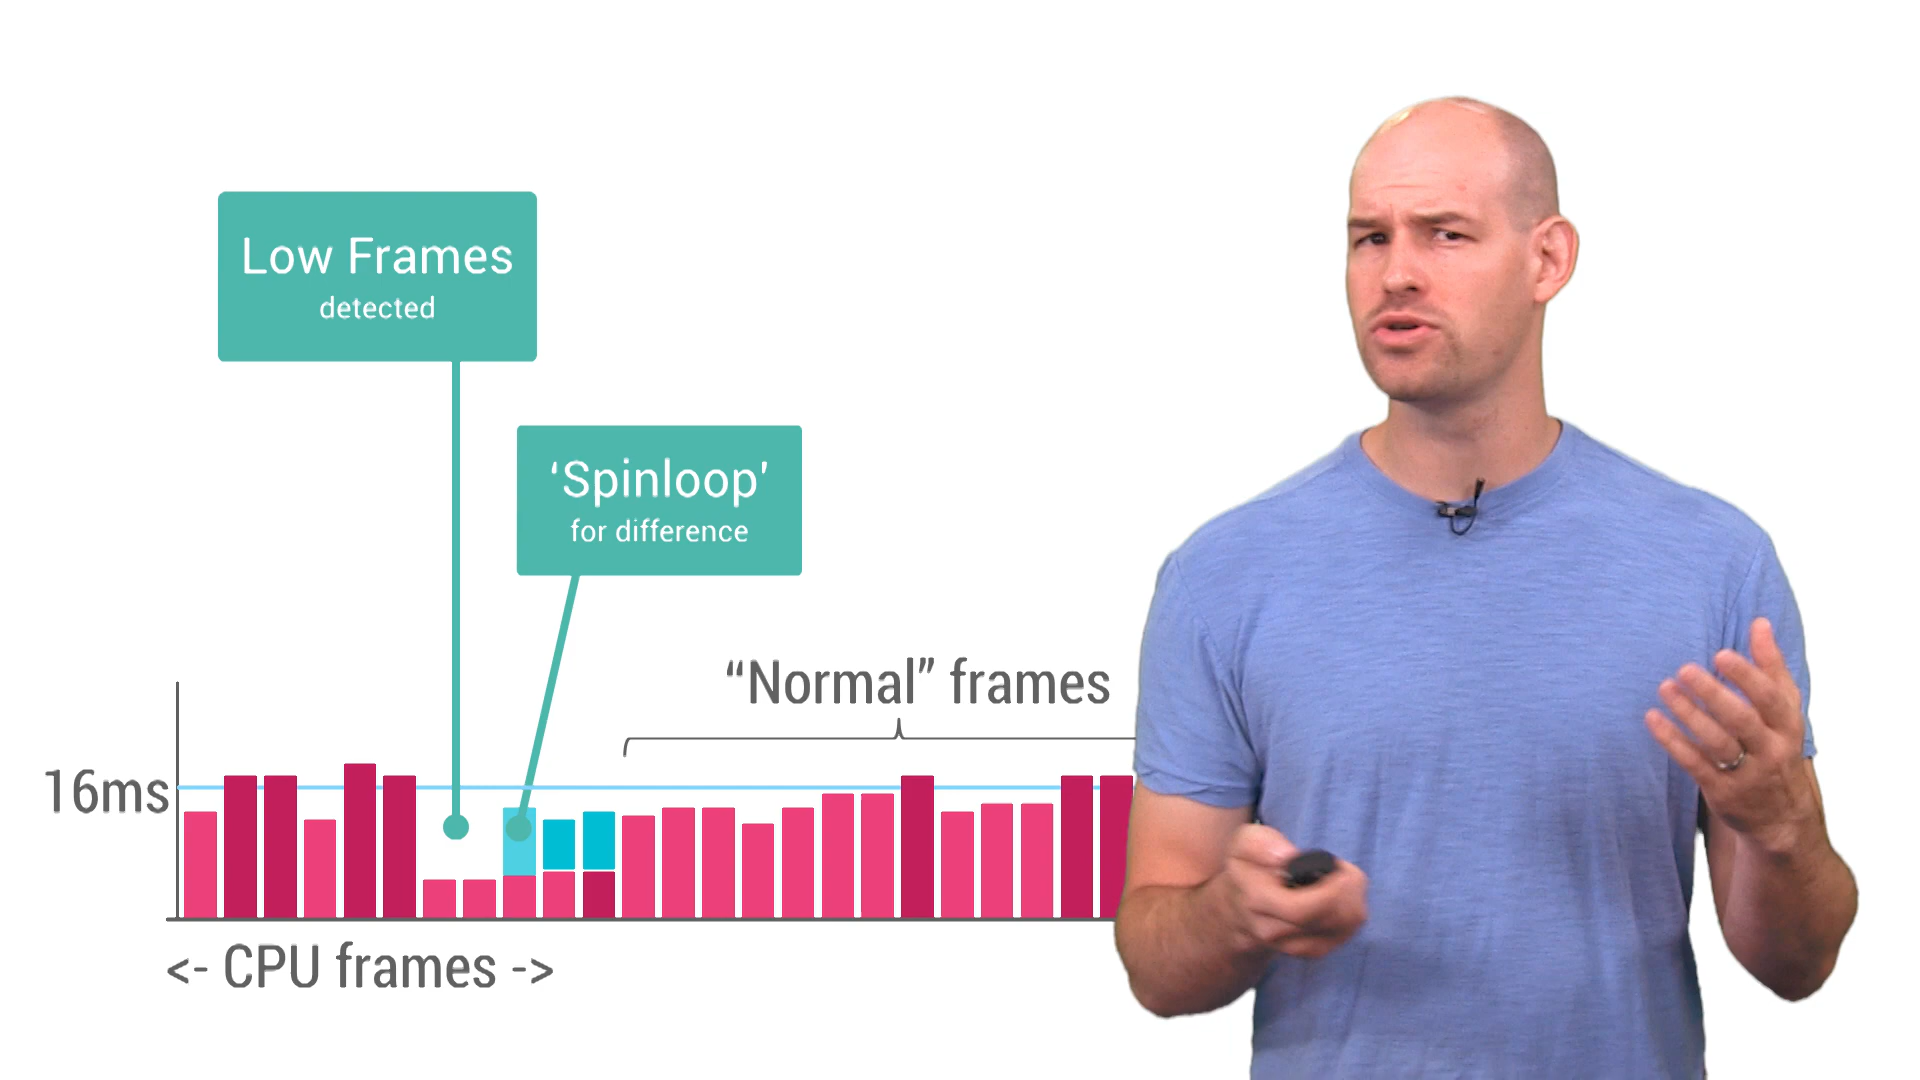 Low Frames
detected
‘Spinloop’
for difference
“Normal” frames
16ms
<- CPU frames ->